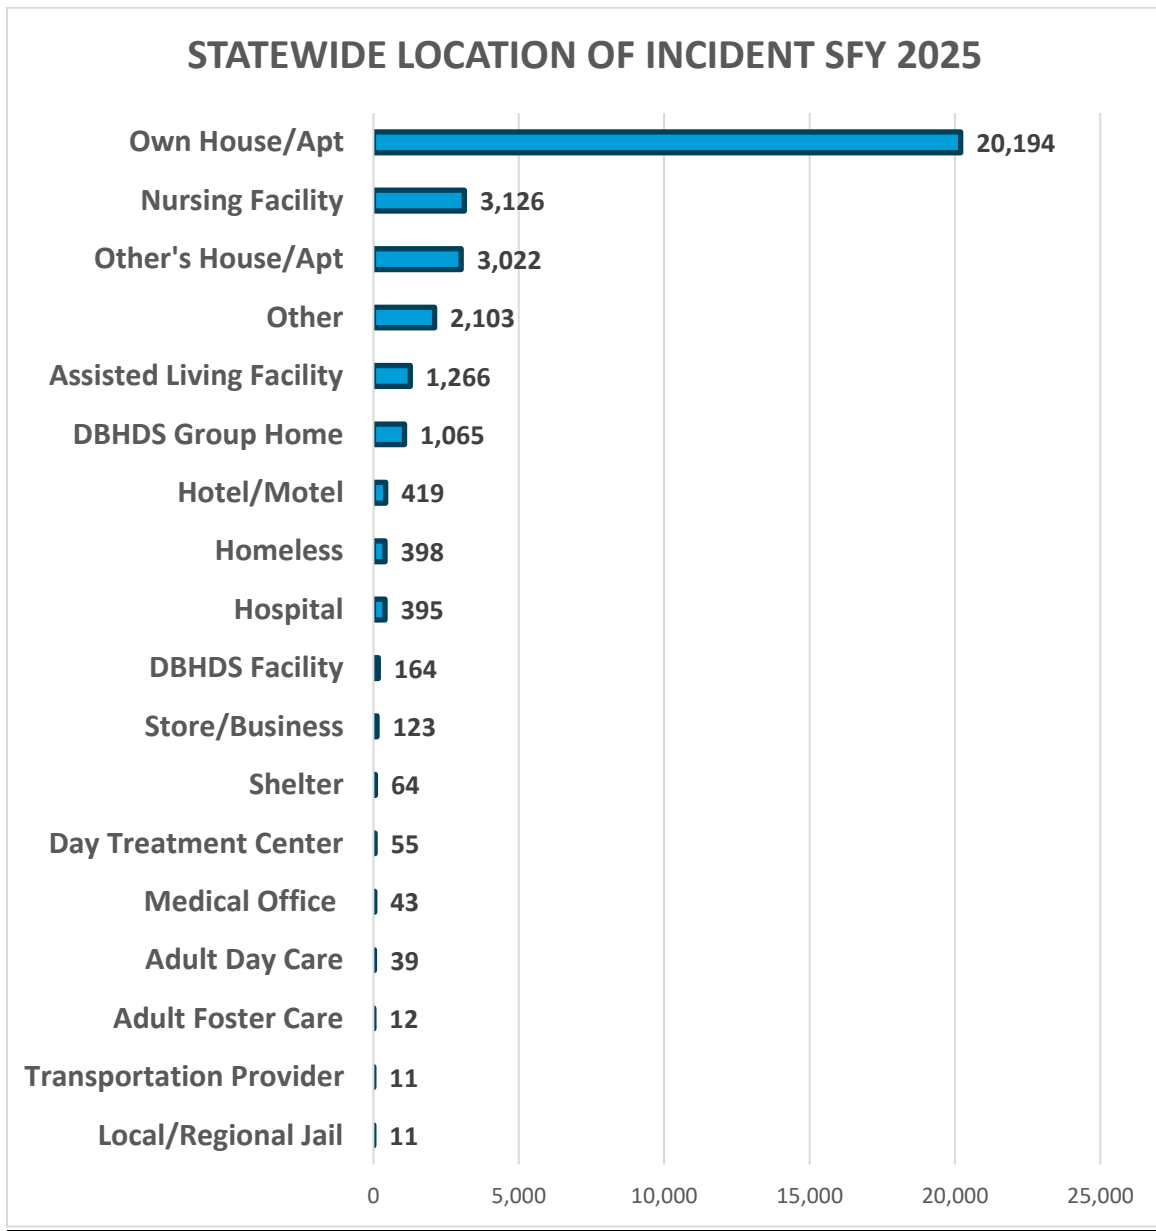 STATEWIDE LOCATION OF INCIDENT SFY 2025
Own House/Apt 20,194
Nursing Facility 3,126
Other's House/Apt 3,022
Other 2,103
Assisted Living Facility 1,266
DBHDS Group Home 1,065
Hotel/Motel 419
Homeless 398
Hospital 395
DBHDS Facility 164
Store/Business 123
Shelter 64
Day Treatment Center 55
Medical Office 43
Adult Day Care 39
Adult Foster Care 12
Transportation Provider 11
Local/Regional Jail 11
0 5,000 10,000 15,000 20,000 25,000